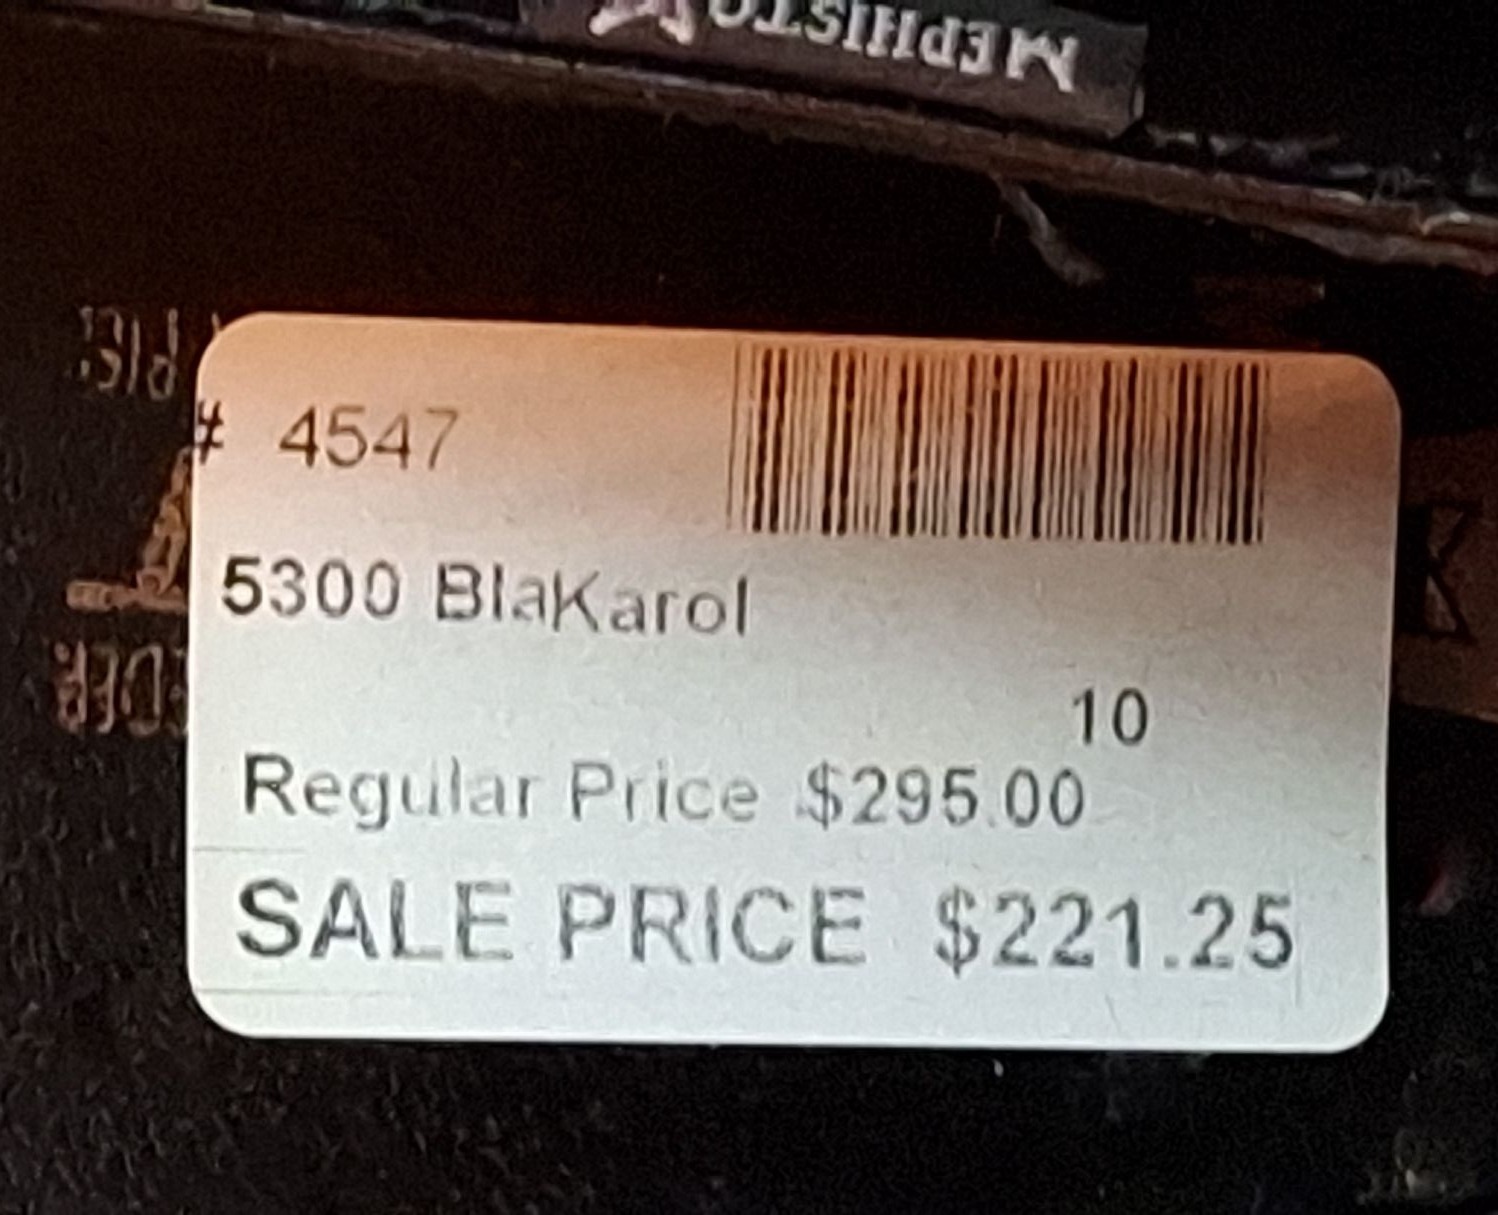 MEPHISTO
# 4547
5300 BlaKarol
10
Regular Price $295.00
SALE PRICE $221.25
K